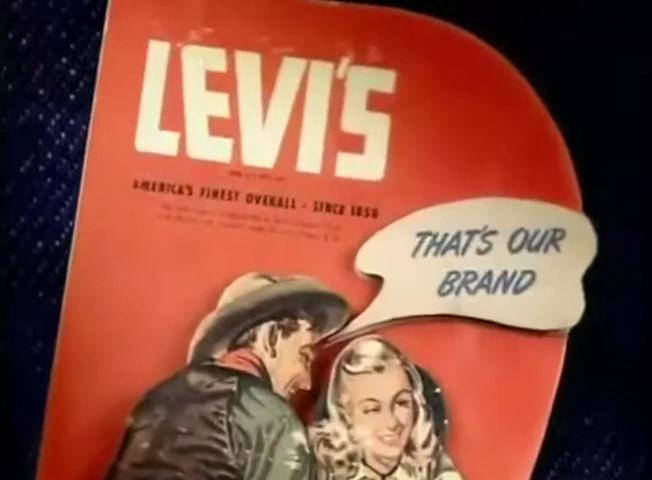 LEVI'S
AMERICA'S FINEST OVERALL - SINCE 1850
THAT'S OUR
BRAND